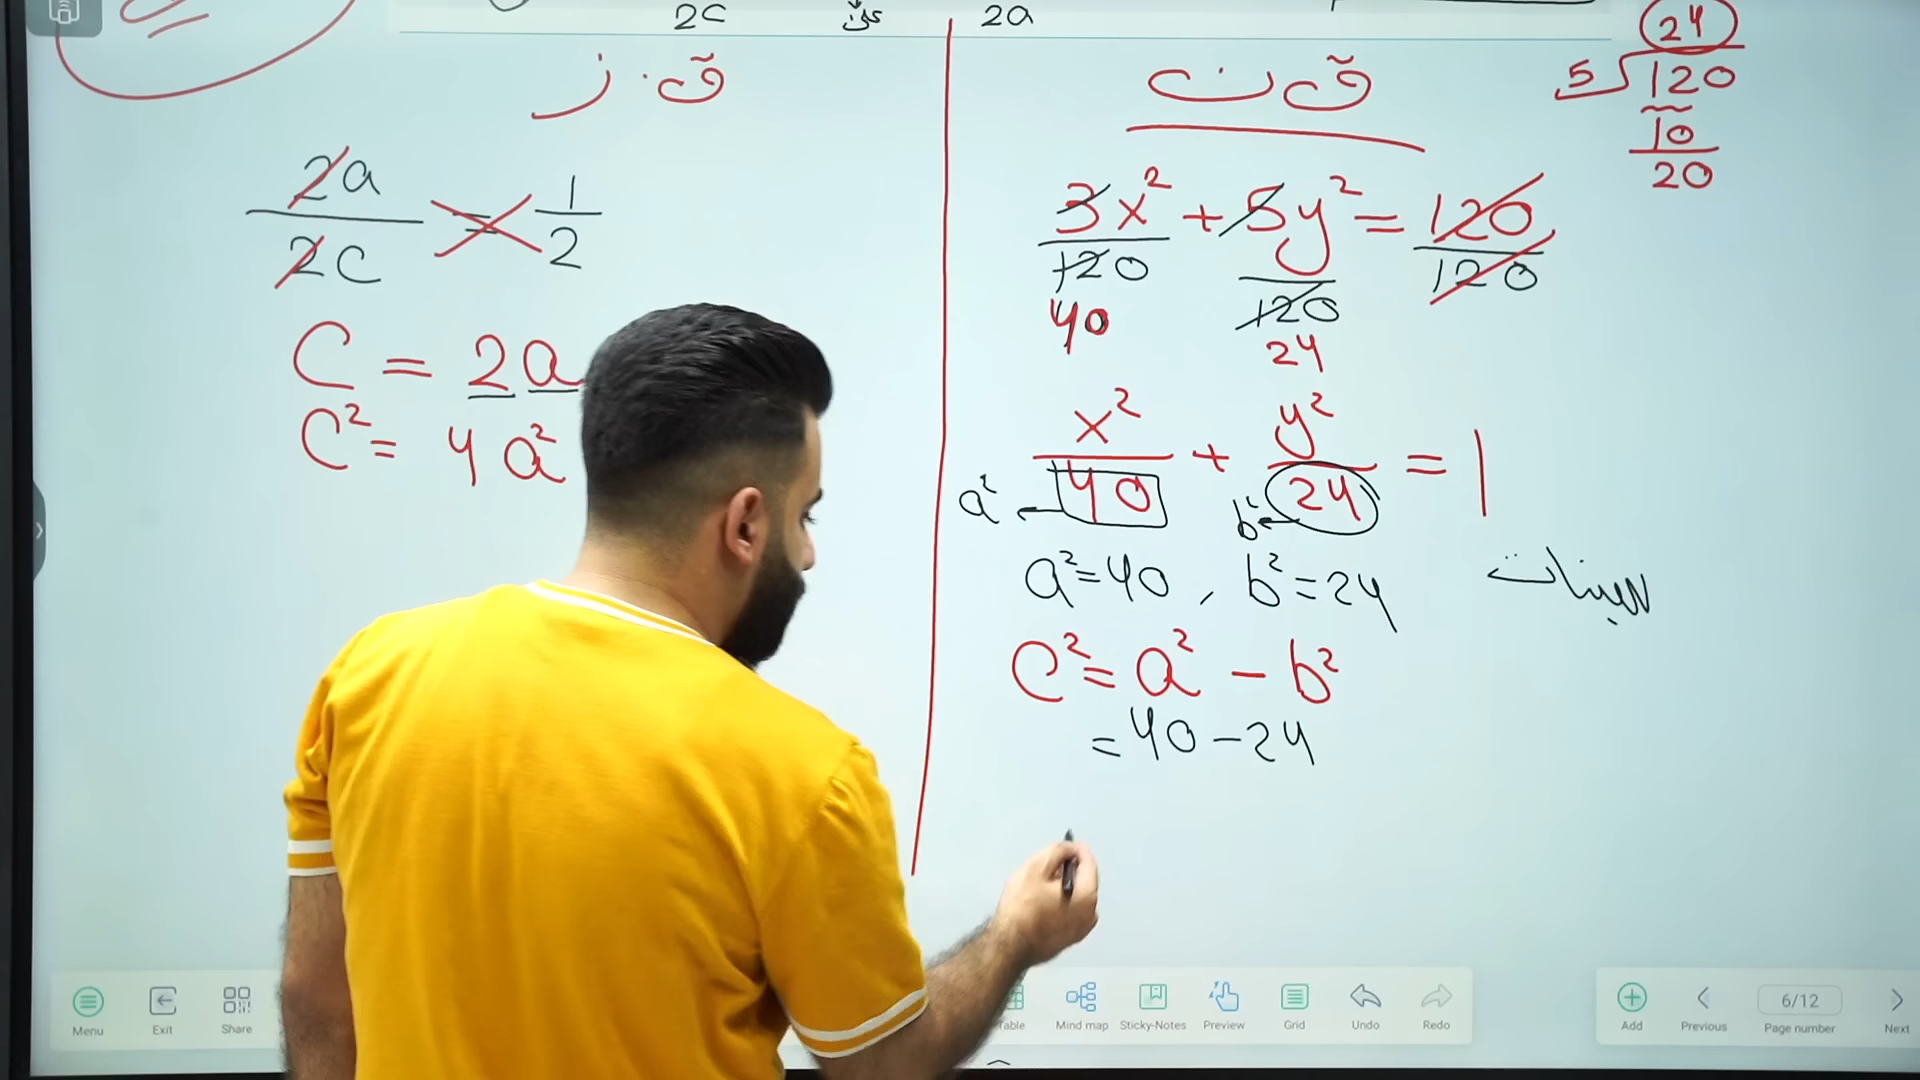 2c
2a
ق. ز
2a/2c = 1/2
C = 2a
C² = 4a²
ق ن
3x²/120 + 5y²/120 = 120/120
40
24
x²/40 + y²/24 = 1
a²
b²
a²=40 , b²=24
للسينات
C² = a² - b²
= 40 - 24
24
5 120
10
20
Menu
Exit
Share
Table
Mind map
Sticky-Notes
Preview
Grid
Undo
Redo
Add
Previous
6/12
Page number
Next